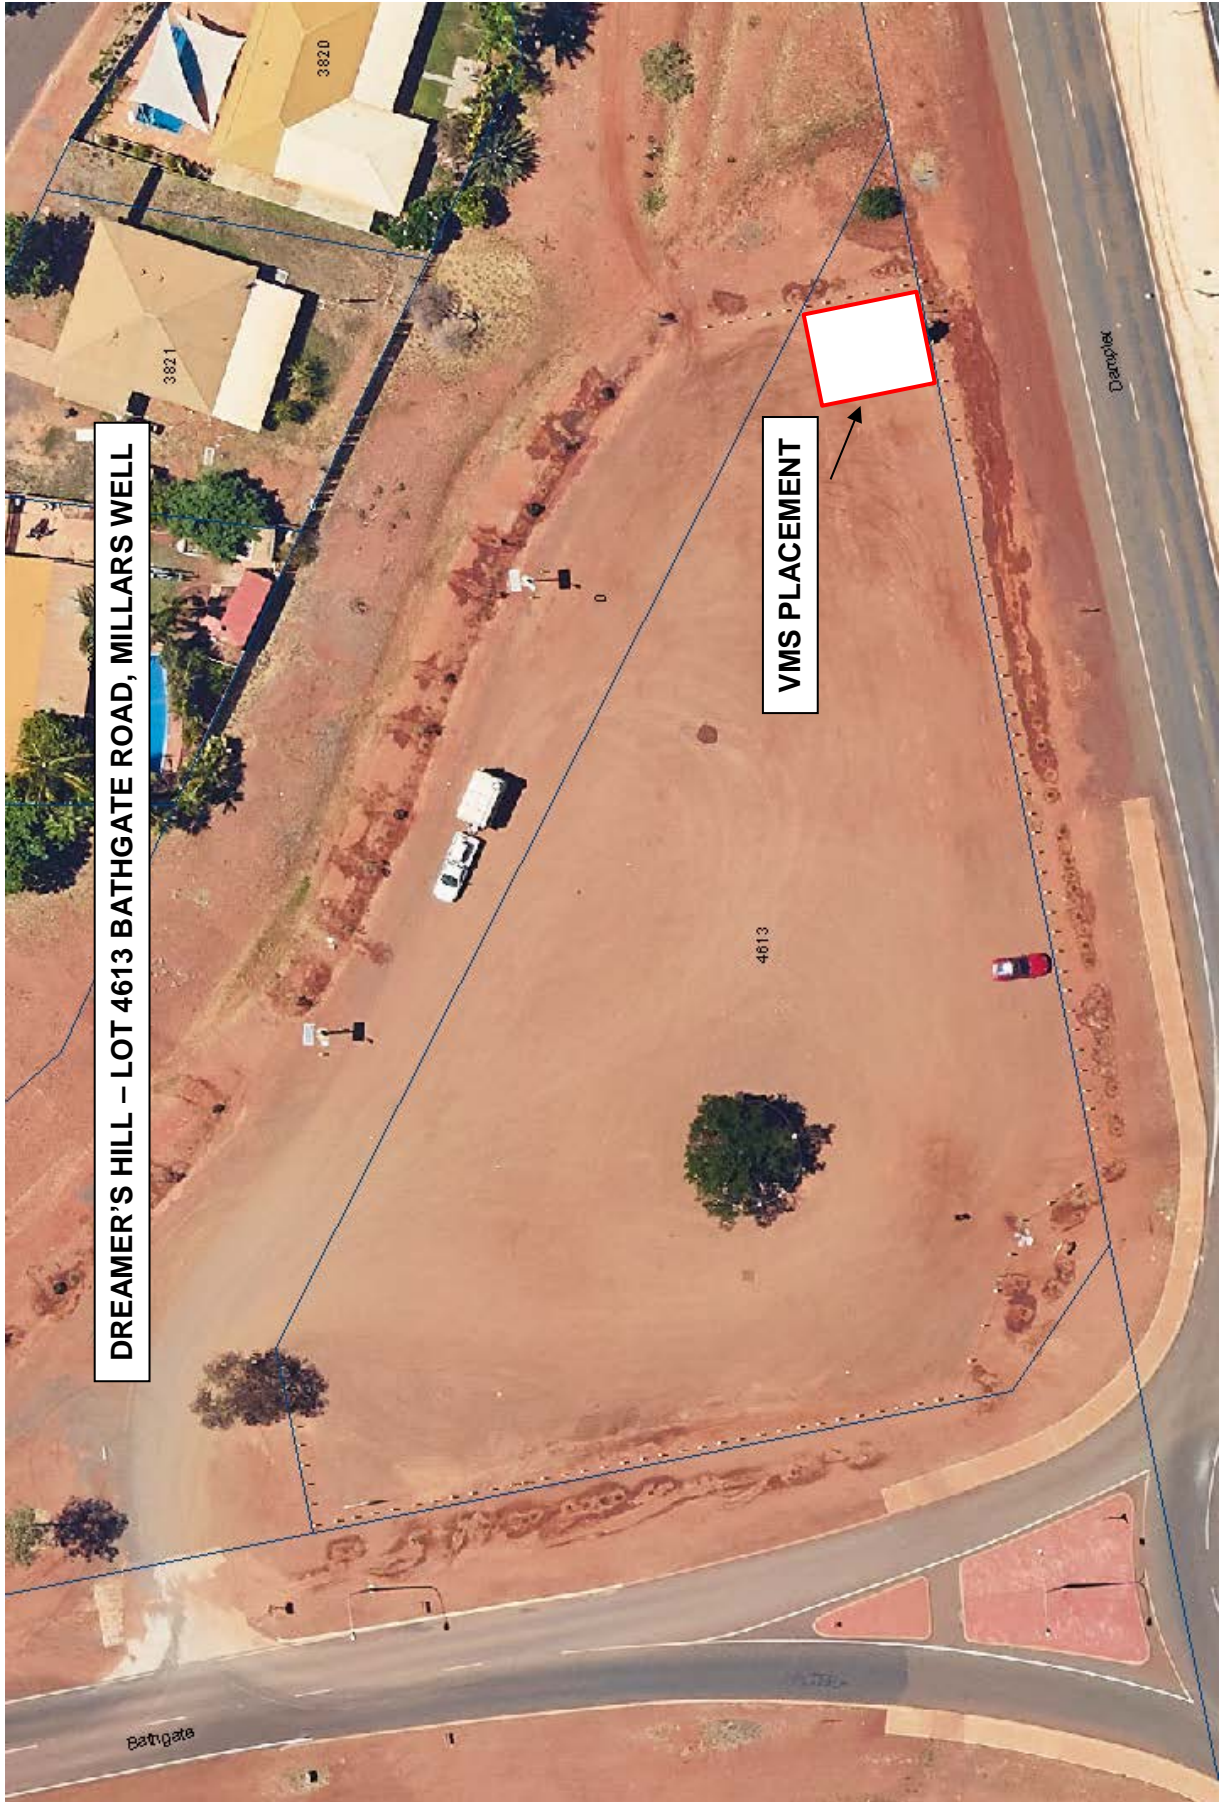 DREAMER’S HILL – LOT 4613 BATHGATE ROAD, MILLARS WELL
3820
3821
VMS PLACEMENT
0
4613
Dampier
Bathgate